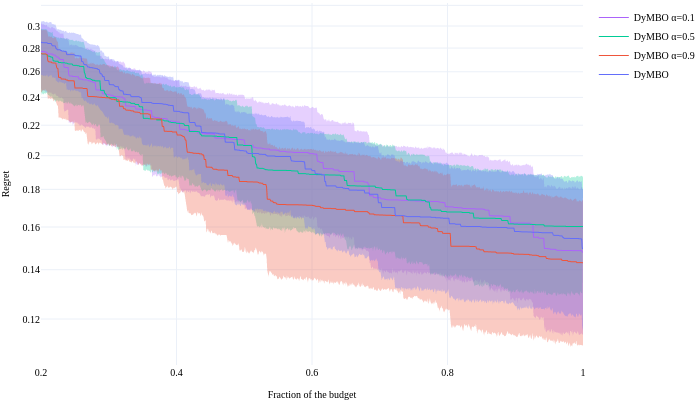 0.3
0.28
0.26
0.24
0.22
0.2
0.18
0.16
0.14
0.12
Regret
0.2 0.4 0.6 0.8 1
Fraction of the budget
DyMBO α=0.1
DyMBO α=0.5
DyMBO α=0.9
DyMBO